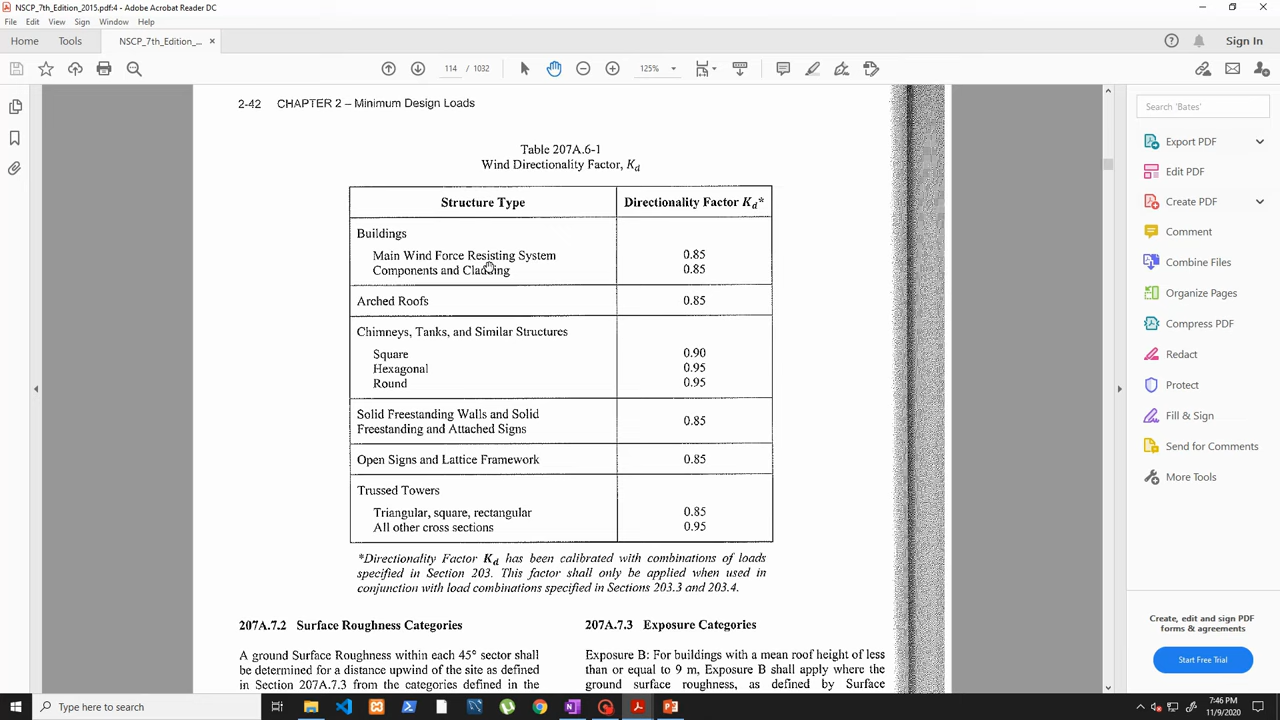 NSCP_7th_Edition_2015.pdf:4 - Adobe Acrobat Reader DC
File Edit View Sign Window Help
Home Tools NSCP_7th_Edition_... × Sign In
114 / 1032 125%
2-42 CHAPTER 2 – Minimum Design Loads
Table 207A.6-1
Wind Directionality Factor, Kd
Structure Type Directionality Factor Kd*
Buildings
Main Wind Force Resisting System 0.85
Components and Cladding 0.85
Arched Roofs 0.85
Chimneys, Tanks, and Similar Structures
Square 0.90
Hexagonal 0.95
Round 0.95
Solid Freestanding Walls and Solid
Freestanding and Attached Signs 0.85
Open Signs and Lattice Framework 0.85
Trussed Towers
Triangular, square, rectangular 0.85
All other cross sections 0.95
*Directionality Factor Kd has been calibrated with combinations of loads
specified in Section 203. This factor shall only be applied when used in
conjunction with load combinations specified in Sections 203.3 and 203.4.
207A.7.2 Surface Roughness Categories
A ground Surface Roughness within each 45° sector shall
be determined for a distance upwind of the site as defined
in Section 207A.7.3 from the categories defined in the
207A.7.3 Exposure Categories
Exposure B: For buildings with a mean roof height of less
than or equal to 9 m, Exposure B shall apply where the
ground surface roughness, as defined by Surface
Search 'Bates'
Export PDF
Edit PDF
Create PDF
Comment
Combine Files
Organize Pages
Compress PDF
Redact
Protect
Fill & Sign
Send for Comments
More Tools
Create, edit and sign PDF
forms & agreements
Start Free Trial
Type here to search
7:46 PM
11/9/2020